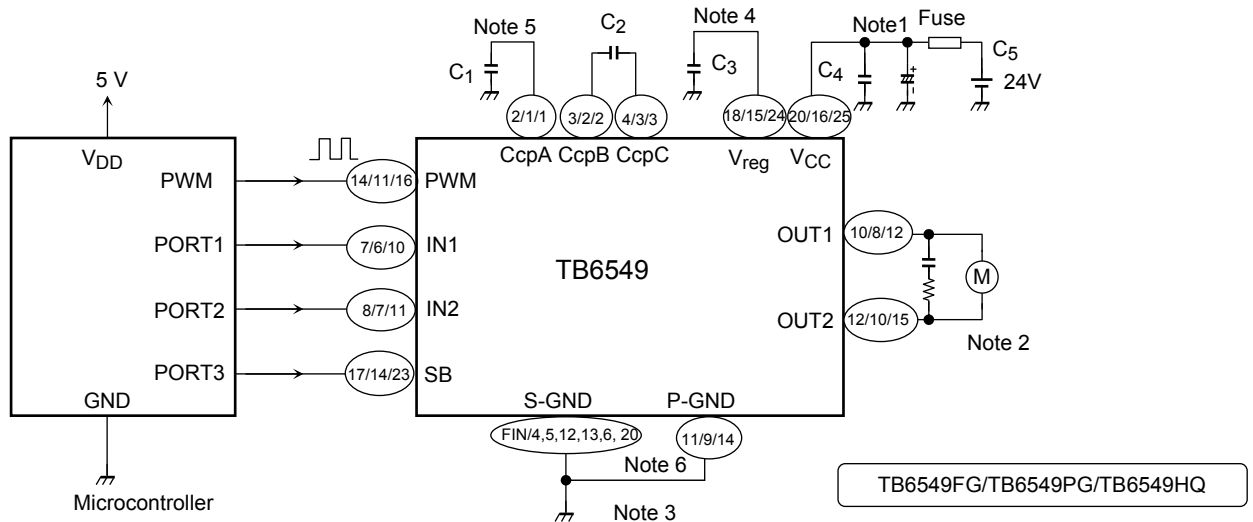 Note 5
C2
Note 4
Note1
Fuse
C1
C3
C4
C5
24V
5 V
2/1/1
3/2/2
4/3/3
18/15/24
20/16/25
VDD
CcpA
CcpB
CcpC
Vreg
VCC
PWM
14/11/16
PWM
PORT1
7/6/10
IN1
OUT1
10/8/12
TB6549
M
PORT2
8/7/11
IN2
OUT2
12/10/15
Note 2
PORT3
17/14/23
SB
GND
S-GND
P-GND
FIN/4,5,12,13,6, 20
11/9/14
Note 6
Microcontroller
Note 3
TB6549FG/TB6549PG/TB6549HQ